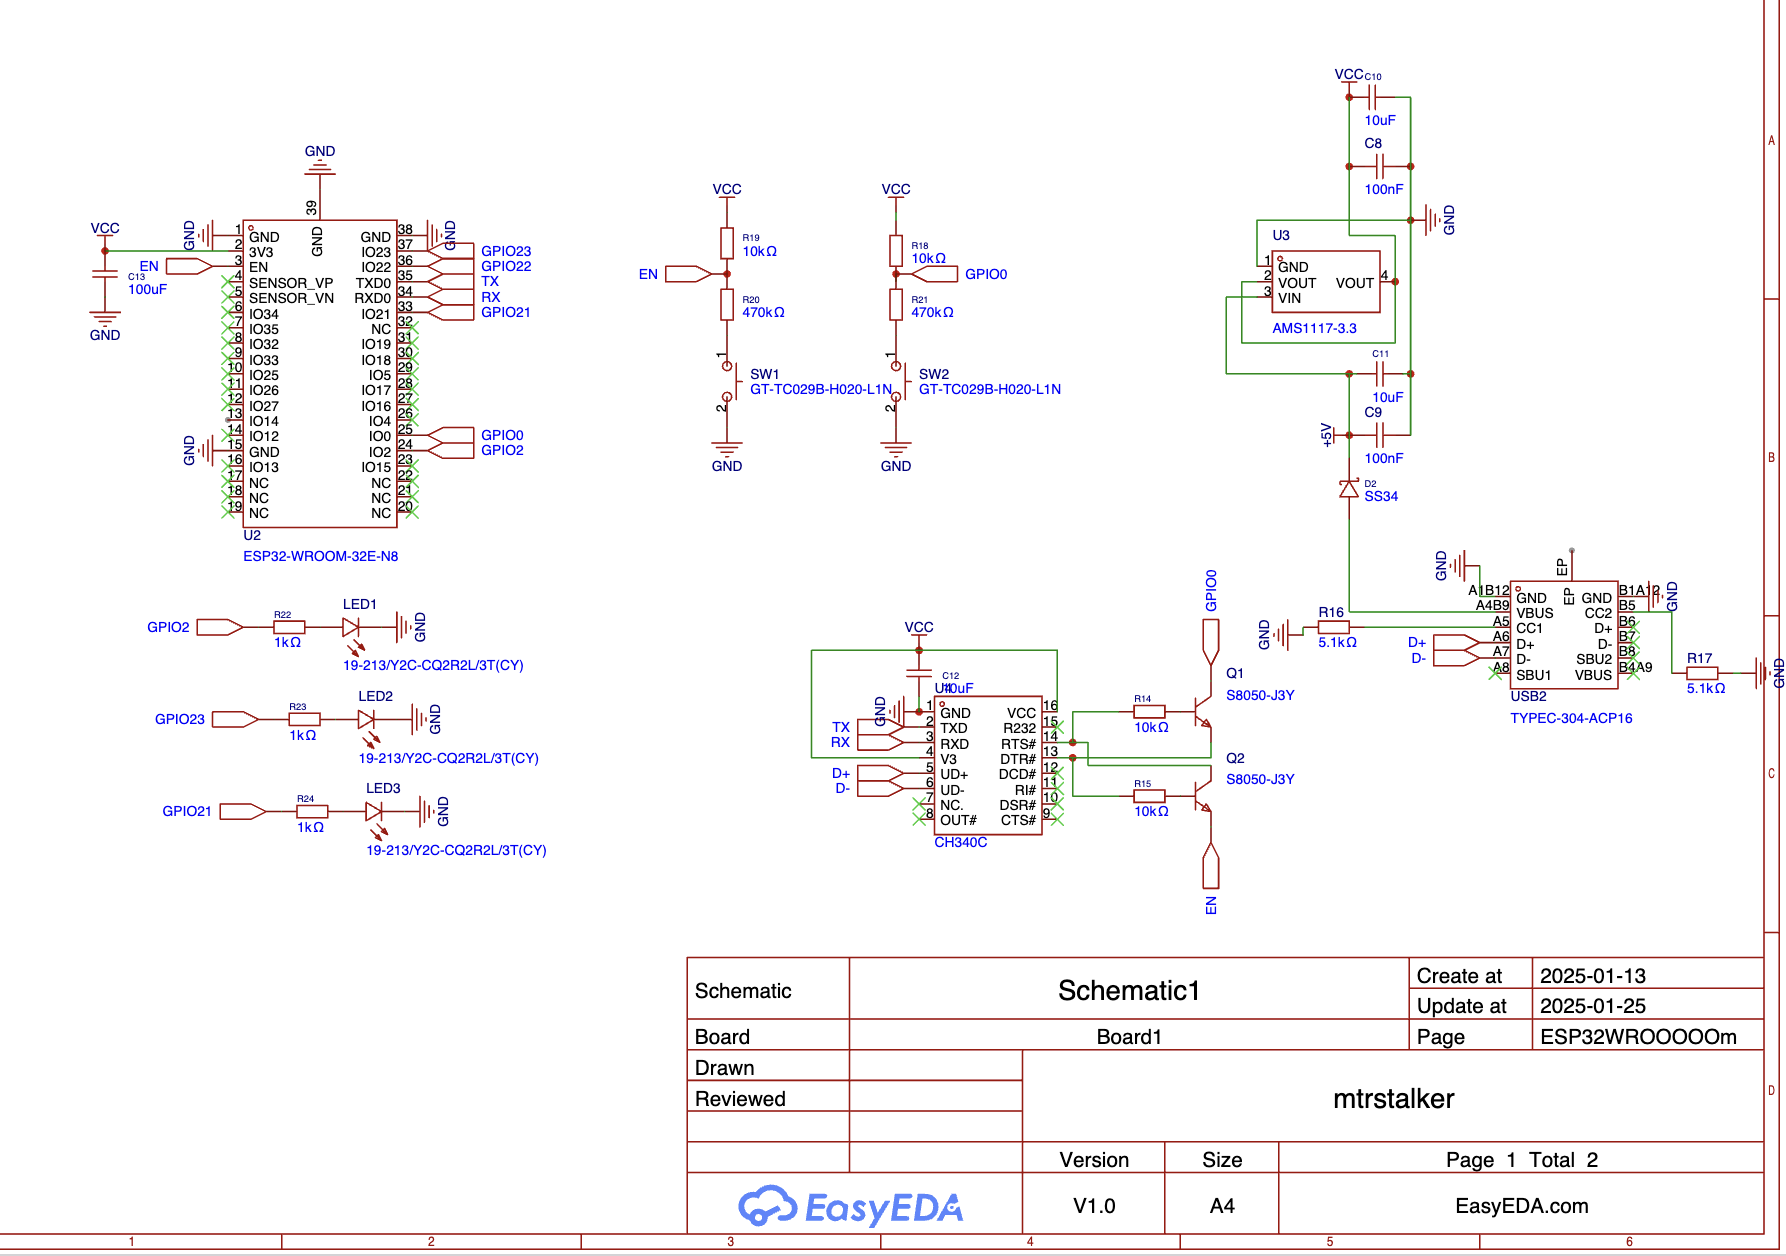 GND
39
VCC
GND
1
2
3
4
5
6
7
8
9
10
11
12
13
14
15
16
17
18
19
GND
3V3
EN
SENSOR_VP
SENSOR_VN
IO34
IO35
IO32
IO33
IO25
IO26
IO27
IO14
IO12
GND
IO13
NC
NC
NC
GND
GND
IO23
IO22
TXD0
RXD0
IO21
NC
IO19
IO18
IO5
IO17
IO16
IO4
IO0
IO2
IO15
NC
NC
NC
38
37
36
35
34
33
32
31
30
29
28
27
26
25
24
23
22
21
20
GND
GPIO23
GPIO22
TX
RX
GPIO21
GPIO0
GPIO2
EN
C13
100uF
GND
GND
U2
ESP32-WROOM-32E-N8
VCC
R19
10kΩ
EN
R20
470kΩ
1
SW1
GT-TC029B-H020-L1N
2
GND
VCC
R18
10kΩ
GPIO0
R21
470kΩ
1
SW2
GT-TC029B-H020-L1N
2
GND
VCC
C10
10uF
C8
100nF
GND
U3
1
2
3
GND
VOUT
VIN
VOUT
4
AMS1117-3.3
C11
10uF
C9
+5V
100nF
D2
SS34
GND
EP
EP
A1B12
A4B9
A5
A6
A7
A8
GND
VBUS
CC1
D+
D-
SBU1
GND
CC2
D+
D-
SBU2
VBUS
B1A12
B5
B6
B7
B8
B4A9
GND
R16
5.1kΩ
GND
D+
D-
R17
5.1kΩ
GND
USB2
TYPEC-304-ACP16
GPIO2
R22
1kΩ
LED1
GND
19-213/Y2C-CQ2R2L/3T(CY)
GPIO23
R23
1kΩ
LED2
GND
19-213/Y2C-CQ2R2L/3T(CY)
GPIO21
R24
1kΩ
LED3
GND
19-213/Y2C-CQ2R2L/3T(CY)
VCC
C12
10uF
U4
GND
TX
RX
D+
D-
1
2
3
4
5
6
7
8
GND
TXD
RXD
V3
UD+
UD-
NC.
OUT#
VCC
R232
RTS#
DTR#
DCD#
RI#
DSR#
CTS#
16
15
14
13
12
11
10
9
CH340C
GPIO0
R14
10kΩ
Q1
S8050-J3Y
Q2
S8050-J3Y
R15
10kΩ
EN
Schematic
Schematic1
Create at
2025-01-13
Update at
2025-01-25
Board
Board1
Page
ESP32WROOOOOm
Drawn
Reviewed
mtrstalker
Version
Size
Page 1 Total 2
EasyEDA
V1.0
A4
EasyEDA.com
A
B
C
D
1
2
3
4
5
6